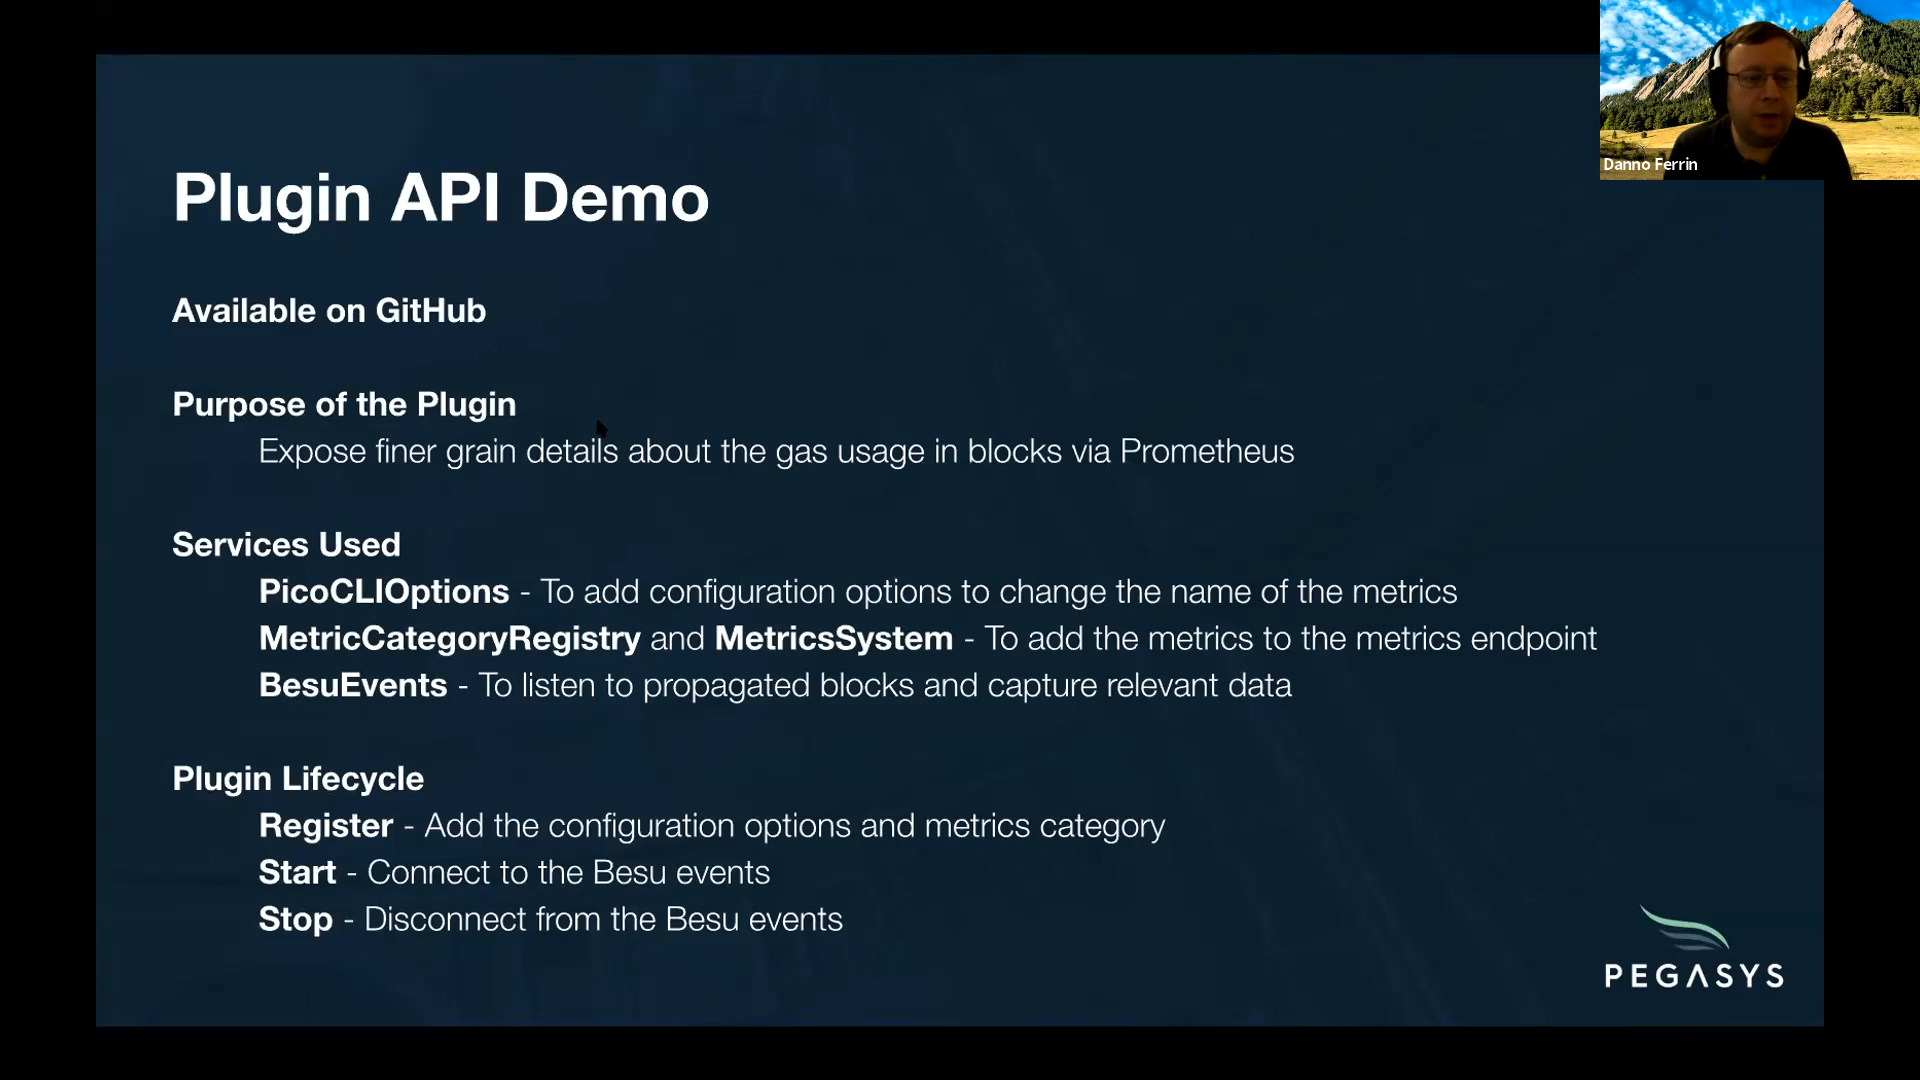 Danno Ferrin
Plugin API Demo
Available on GitHub
Purpose of the Plugin
Expose finer grain details about the gas usage in blocks via Prometheus
Services Used
PicoCLIOptions - To add configuration options to change the name of the metrics
MetricCategoryRegistry and MetricsSystem - To add the metrics to the metrics endpoint
BesuEvents - To listen to propagated blocks and capture relevant data
Plugin Lifecycle
Register - Add the configuration options and metrics category
Start - Connect to the Besu events
Stop - Disconnect from the Besu events
PEGASYS